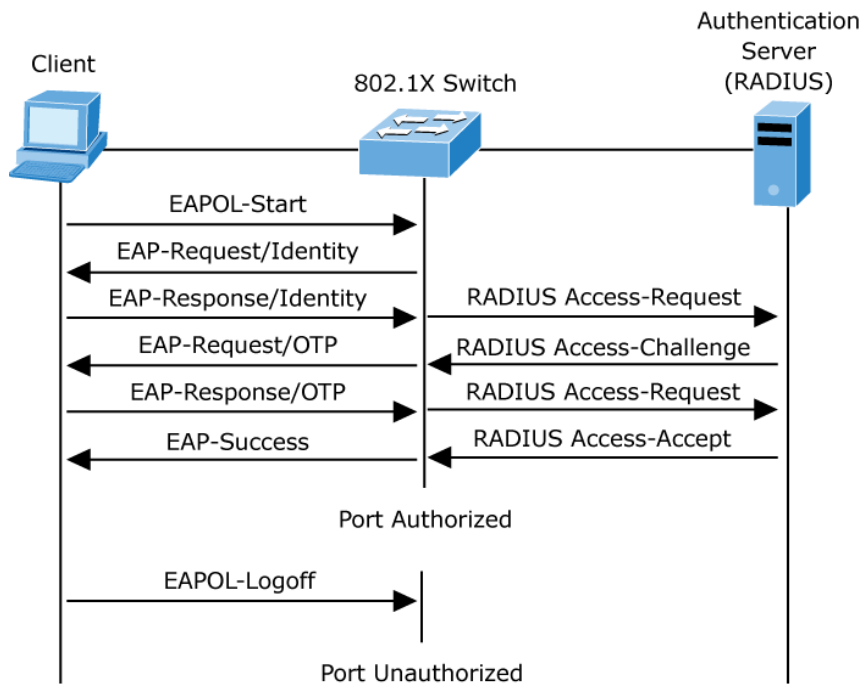 Authentication
Server
(RADIUS)
Client
802.1X Switch
EAPOL-Start
EAP-Request/Identity
EAP-Response/Identity
RADIUS Access-Request
EAP-Request/OTP
RADIUS Access-Challenge
EAP-Response/OTP
RADIUS Access-Request
EAP-Success
RADIUS Access-Accept
Port Authorized
EAPOL-Logoff
Port Unauthorized